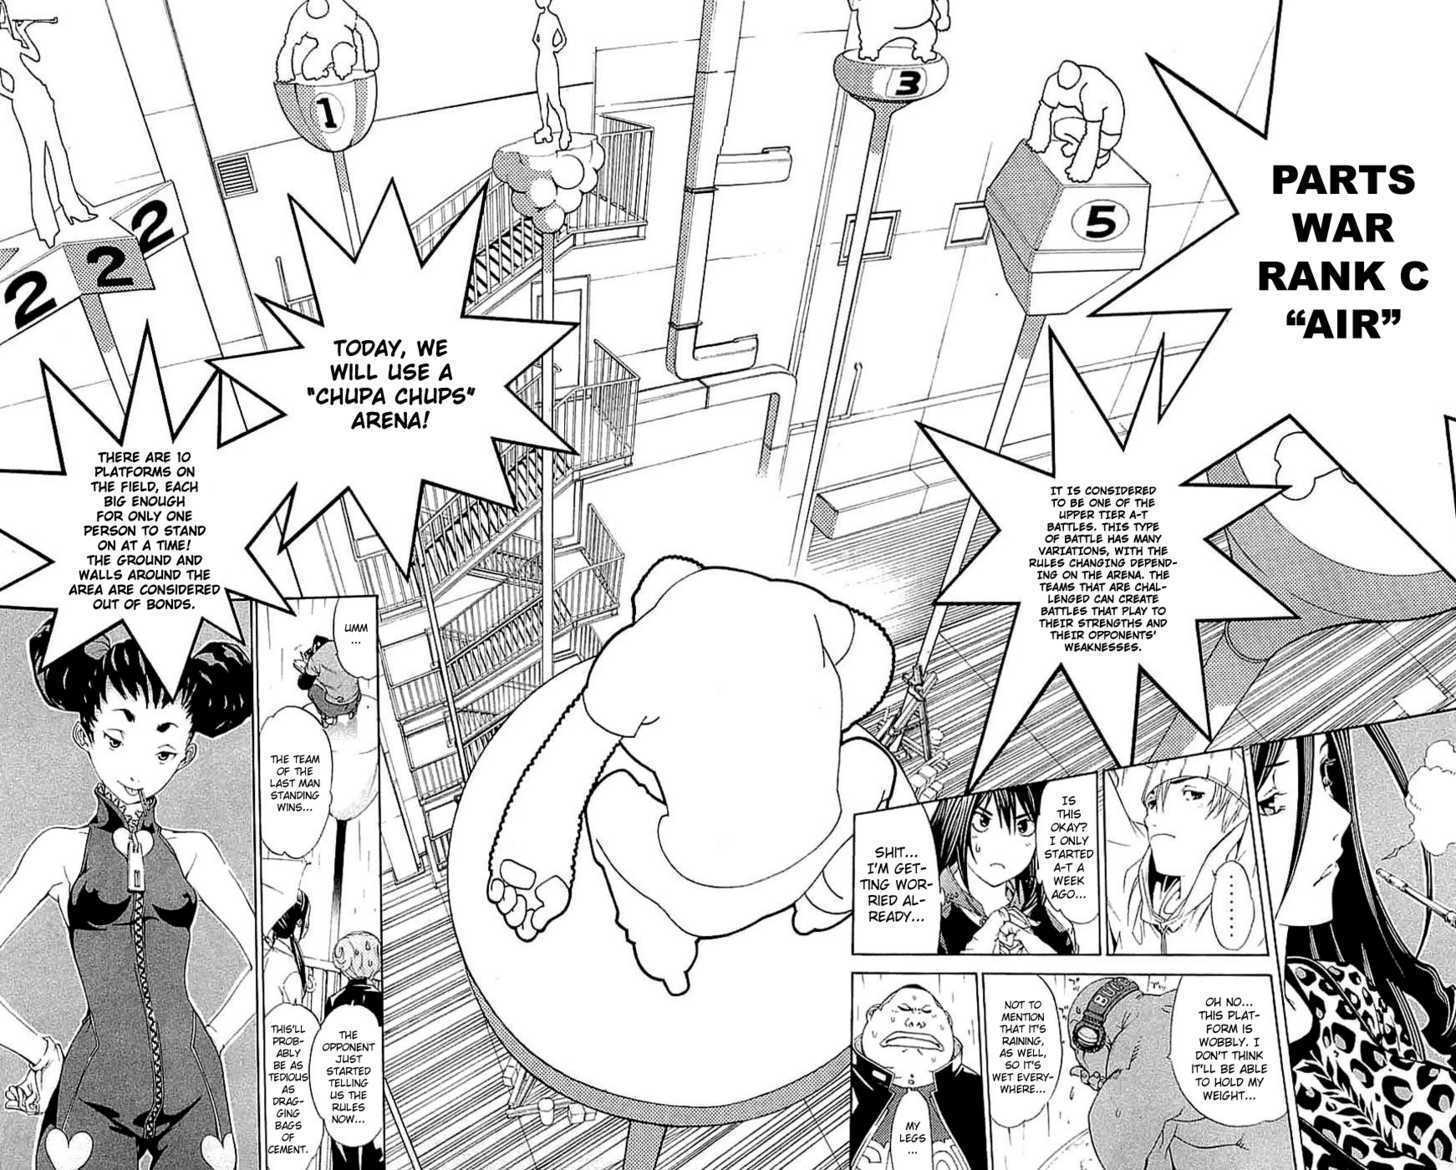 PARTS
WAR
RANK C
“AIR”
IT IS CONSIDERED
TO BE ONE OF THE
UPPER TIER A-T
BATTLES. THIS TYPE
OF BATTLE HAS MANY
VARIATIONS, WITH THE
RULES CHANGING DEPEND-
ING ON THE ARENA. THE
TEAMS THAT ARE CHAL-
LENGED CAN CREATE
BATTLES THAT PLAY TO
THEIR STRENGTHS AND
THEIR OPPONENTS'
WEAKNESSES.
5
3
1
2
2
2
TODAY, WE
WILL USE A
"CHUPA CHUPS"
ARENA!
THERE ARE 10
PLATFORMS ON
THE FIELD, EACH
BIG ENOUGH
FOR ONLY ONE
PERSON TO STAND
ON AT A TIME!
THE GROUND AND
WALLS AROUND THE
AREA ARE CONSIDERED
OUT OF BONDS.
IS THIS
OKAY?
I ONLY
STARTED
A-T A
WEEK
AGO...
SHIT...
I'M GET-
TING WOR-
RIED AL-
READY...
......
OH NO...
THIS PLAT-
FORM IS
WOBBLY. I
DON'T THINK
IT'LL BE ABLE
TO HOLD MY
WEIGHT...
NOT TO
MENTION
THAT IT'S
RAINING,
AS WELL,
SO IT'S
WET EVERY-
WHERE...
MY
LEGS
...
UMM
...
THE TEAM
OF THE
LAST MAN
STANDING
WINS...
THE
OPPONENT
JUST
STARTED
TELLING
US THE
RULES
NOW...
THIS'LL
PROB-
ABLY
BE AS
TEDIOUS
AS
DRAG-
GING
BAGS OF
CEMENT.